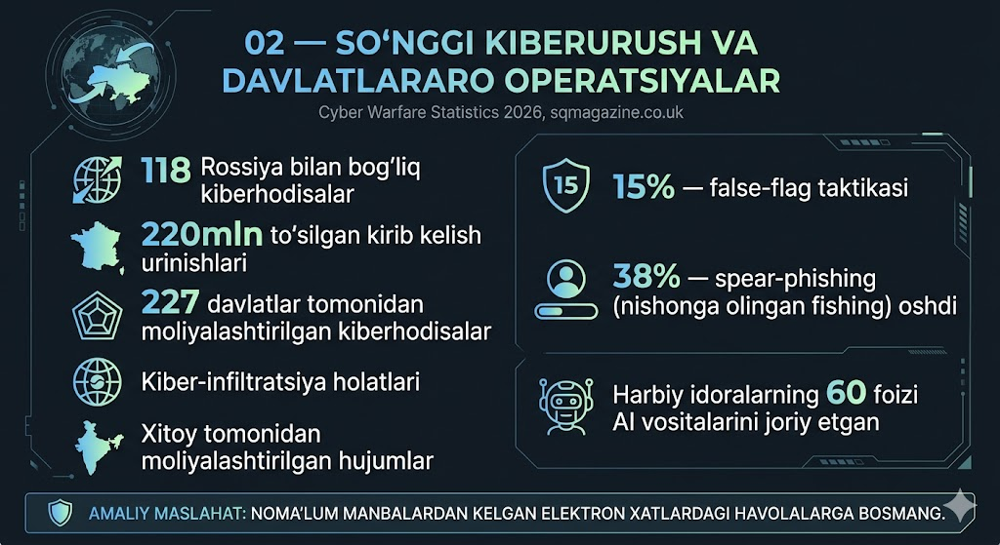 02 — SO‘NGGI KIBERURUSH VA
DAVLATLARARO OPERATSIYALAR
Cyber Warfare Statistics 2026, sqmagazine.co.uk
118 Rossiya bilan bog‘liq
kiberhodisalar
220mln to‘silgan kirib kelish
urinishlari
227 davlatlar tomonidan
moliyalashtirilgan kiberhodisalar
Kiber-infiltratsiya holatlari
Xitoy tomonidan
moliyalashtirilgan hujumlar
15
15% — false-flag taktikasi
38% — spear-phishing
(nishonga olingan fishing) oshdi
Harbiy idoralarning 60 foizi
AI vositalarini joriy etgan
AMALIY MASLAHAT: NOMA’LUM MANBALARDAN KELGAN ELEKTRON XATLARDAGI HAVOLALARGA BOSMANG.